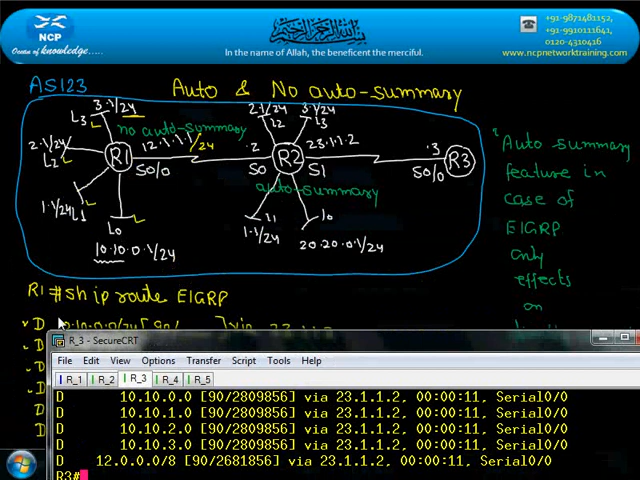 NCP
Ocean of knowledge..
بسم الله الرحمن الرحيم
In the name of Allah, the beneficent the merciful.
+91-9871481152,
+91-9910111641,
0120-4310416
www.ncpnetworktraining.com
AS123
Auto & No auto-summary
3.1/24
L3
no auto-summary
2.1/24
L2
R1
12.1.1.1/24
S0/0
1.1/24 L1
L0
10.10.0.1/24
2.1/24
l2
3.1/24
l3
.2
S0
R2
23.1.1.2
S1
auto-summary
l1
1.1/24
l0
20.20.0.1/24
.3
S0/0
R3
Auto summary
feature in
case of
EIGRP
only
effects
on
R1 # sh ip route EIGRP
D
D
D
D
D
D
R_3 - SecureCRT
File Edit View Options Transfer Script Tools Help
R_1 R_2 R_3 R_4 R_5
D 10.10.0.0 [90/2809856] via 23.1.1.2, 00:00:11, Serial0/0
D 10.10.1.0 [90/2809856] via 23.1.1.2, 00:00:11, Serial0/0
D 10.10.2.0 [90/2809856] via 23.1.1.2, 00:00:11, Serial0/0
D 10.10.3.0 [90/2809856] via 23.1.1.2, 00:00:11, Serial0/0
D 12.0.0.0/8 [90/2681856] via 23.1.1.2, 00:00:11, Serial0/0
R3#